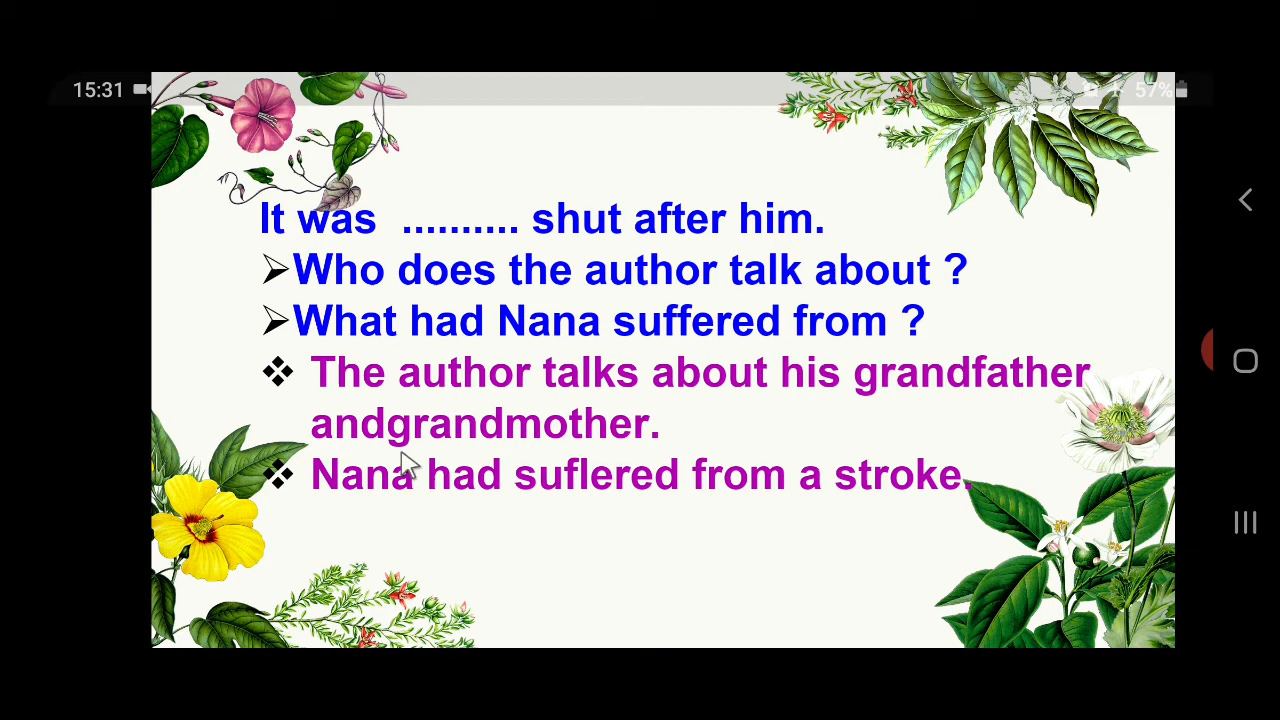 15:31
57%
It was .......... shut after him.
➢Who does the author talk about ?
➢What had Nana suffered from ?
❖ The author talks about his grandfather
andgrandmother.
❖ Nana had suflered from a stroke.